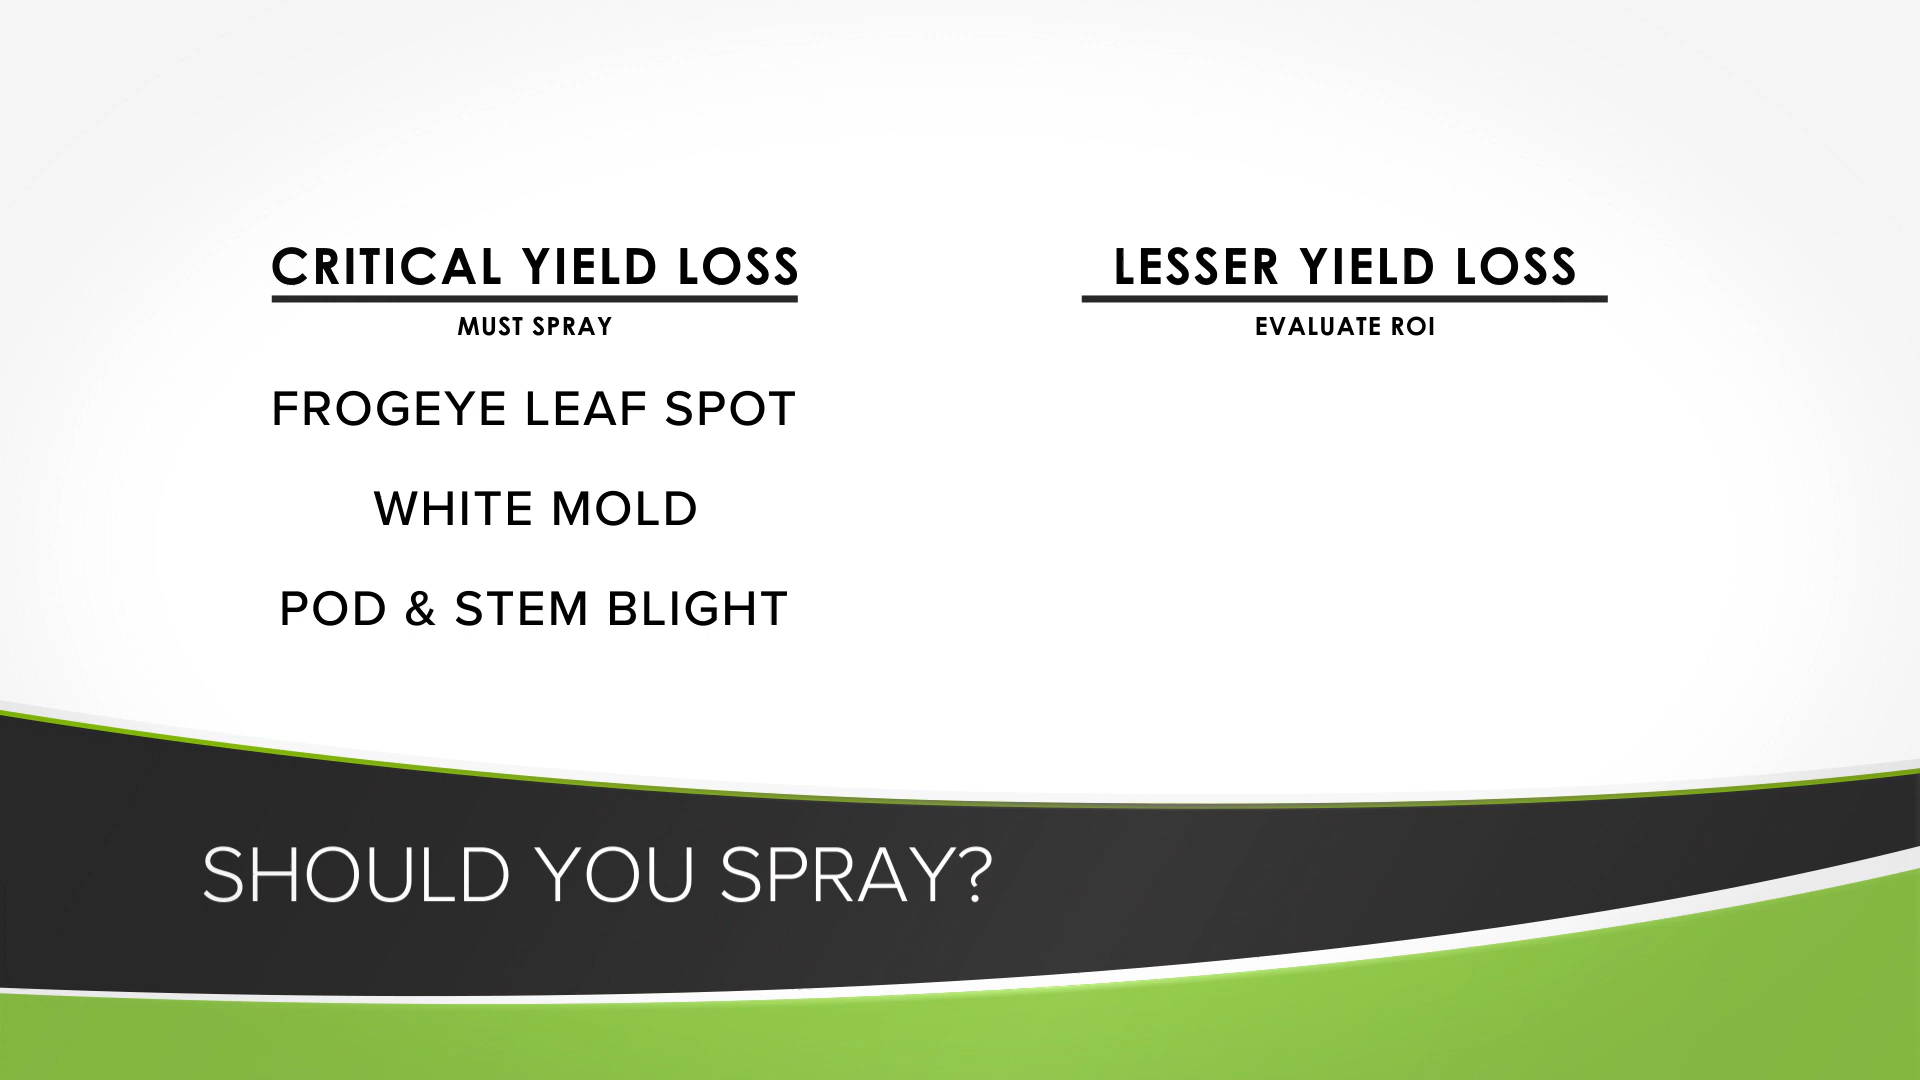 CRITICAL YIELD LOSS
MUST SPRAY
FROGEYE LEAF SPOT
WHITE MOLD
POD & STEM BLIGHT
LESSER YIELD LOSS
EVALUATE ROI
SHOULD YOU SPRAY?